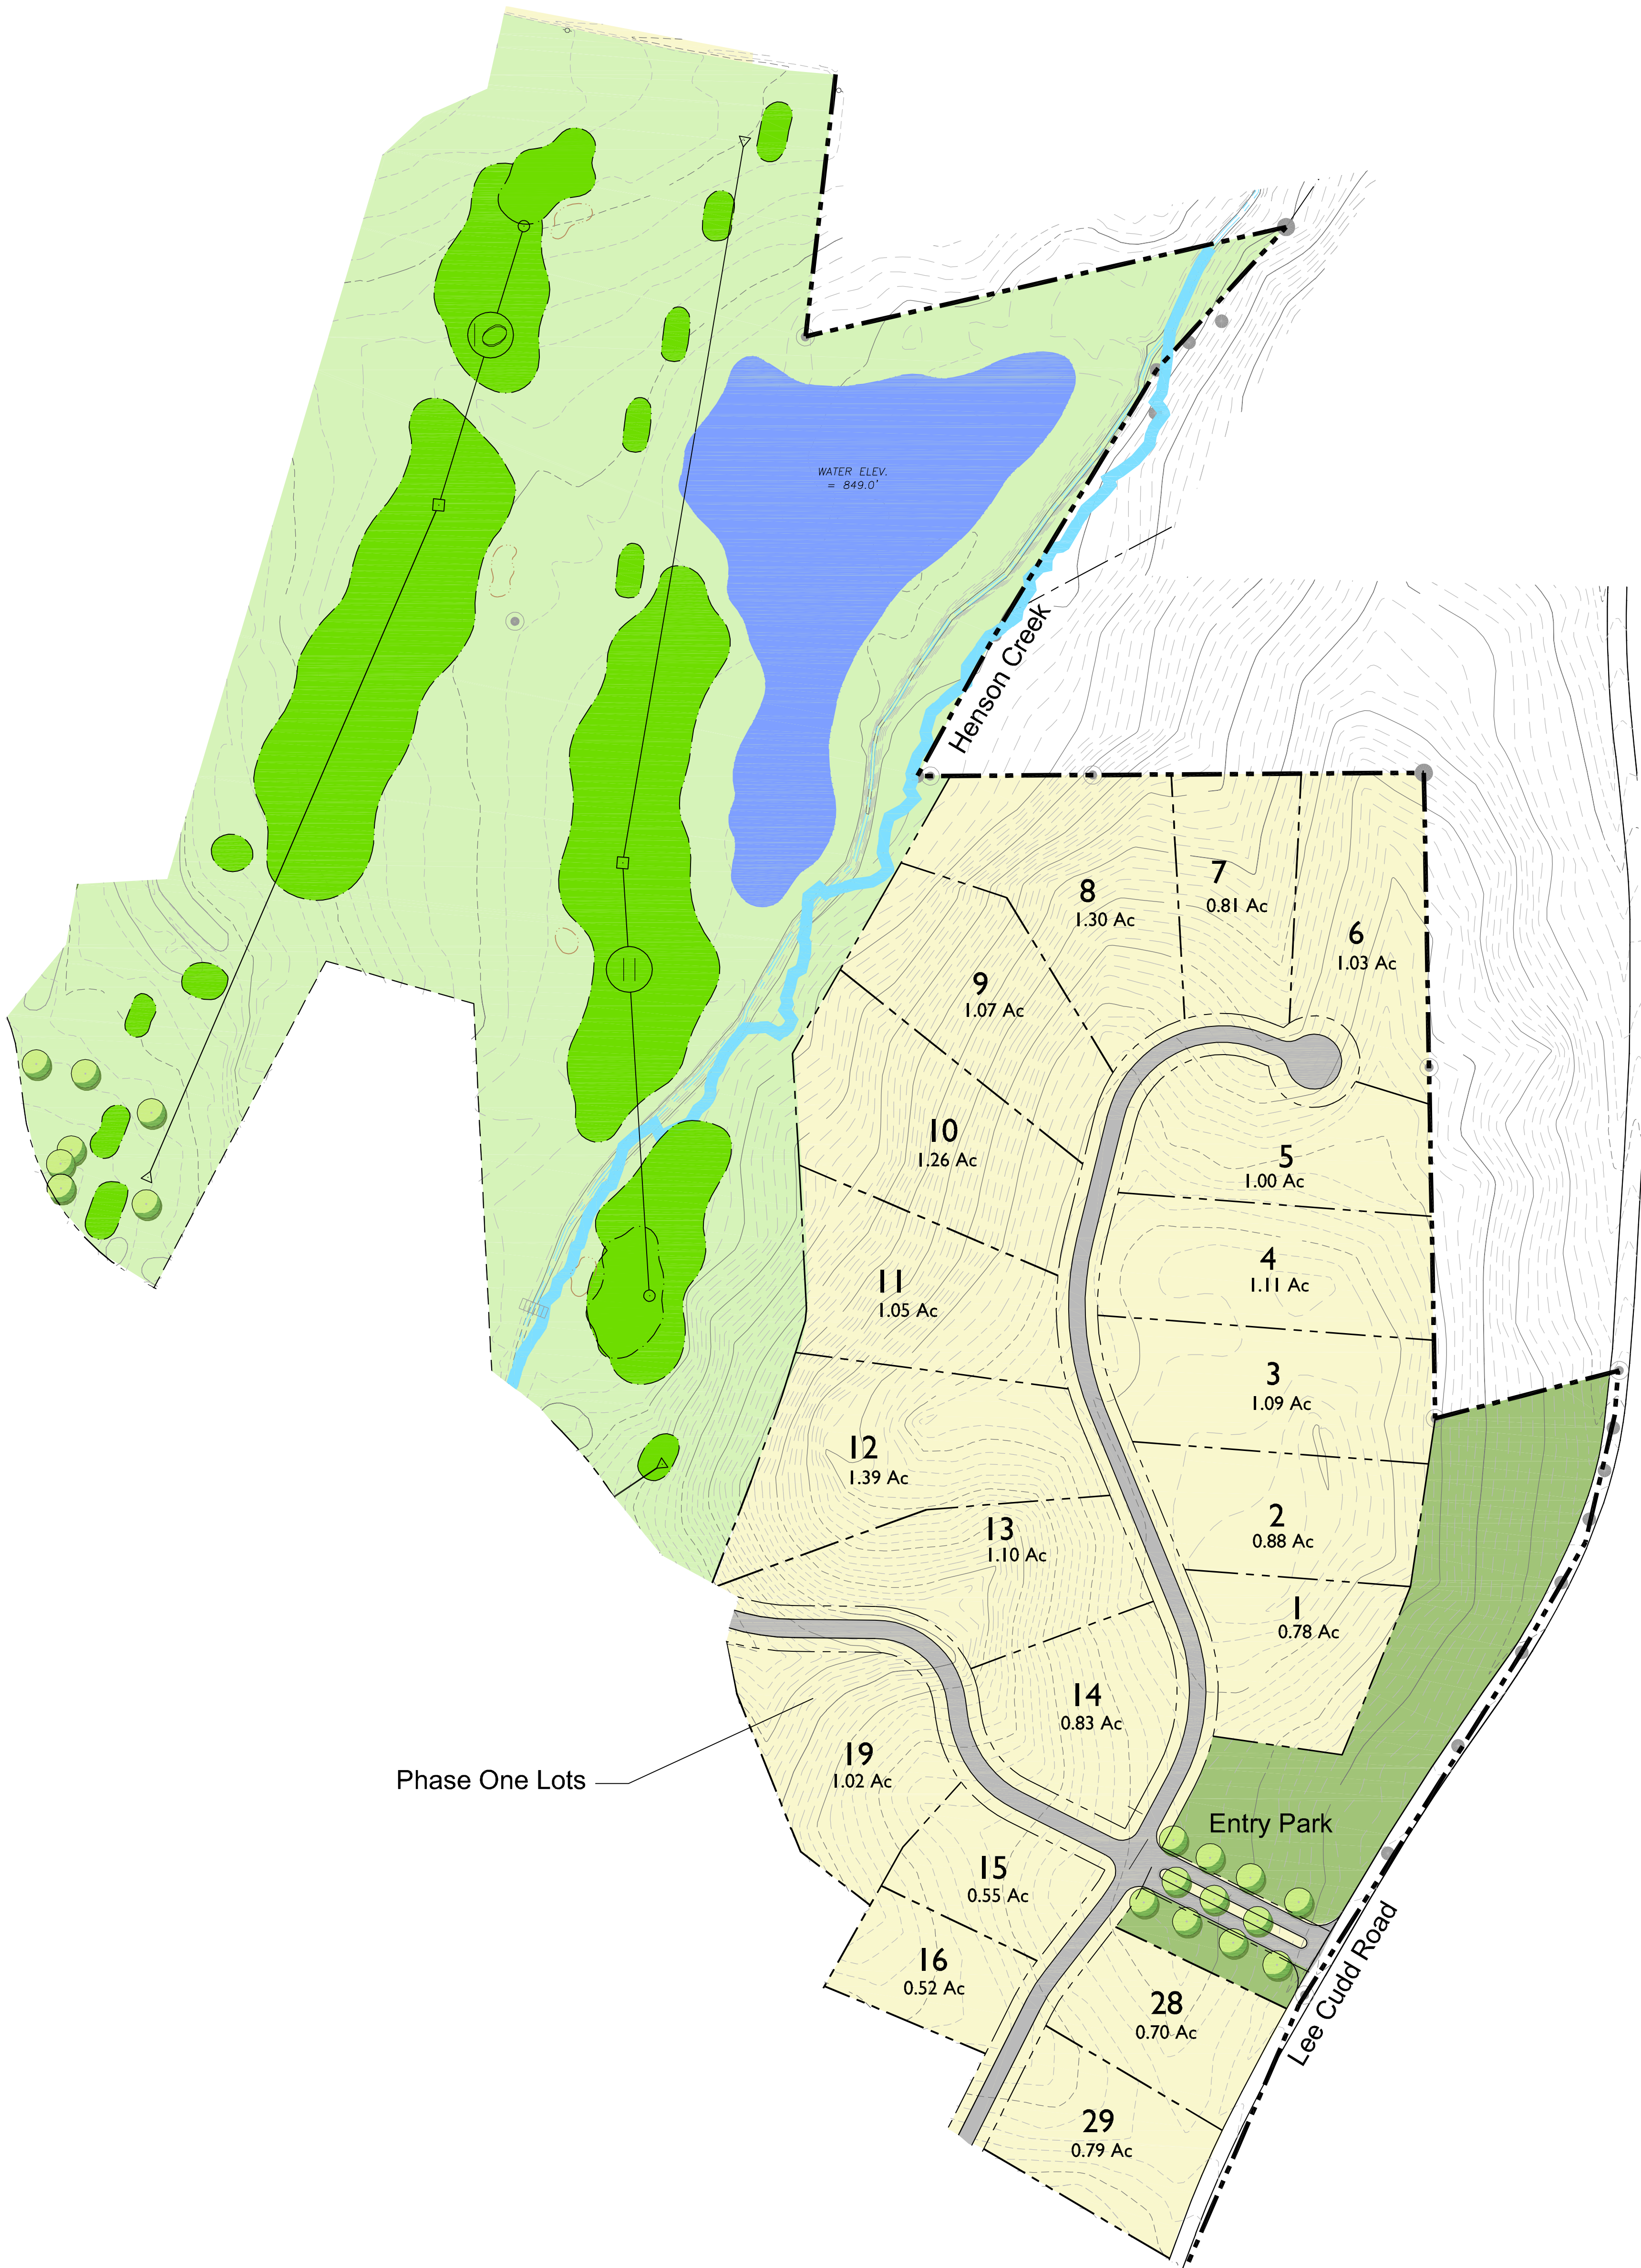 10
WATER ELEV.
= 849.0'
Henson Creek
7
0.81 Ac
8
1.30 Ac
6
1.03 Ac
9
1.07 Ac
11
10
1.26 Ac
5
1.00 Ac
4
1.11 Ac
11
1.05 Ac
3
1.09 Ac
12
1.39 Ac
2
0.88 Ac
13
1.10 Ac
1
0.78 Ac
14
0.83 Ac
19
1.02 Ac
Phase One Lots
Entry Park
15
0.55 Ac
16
0.52 Ac
28
0.70 Ac
Lee Cudd Road
29
0.79 Ac